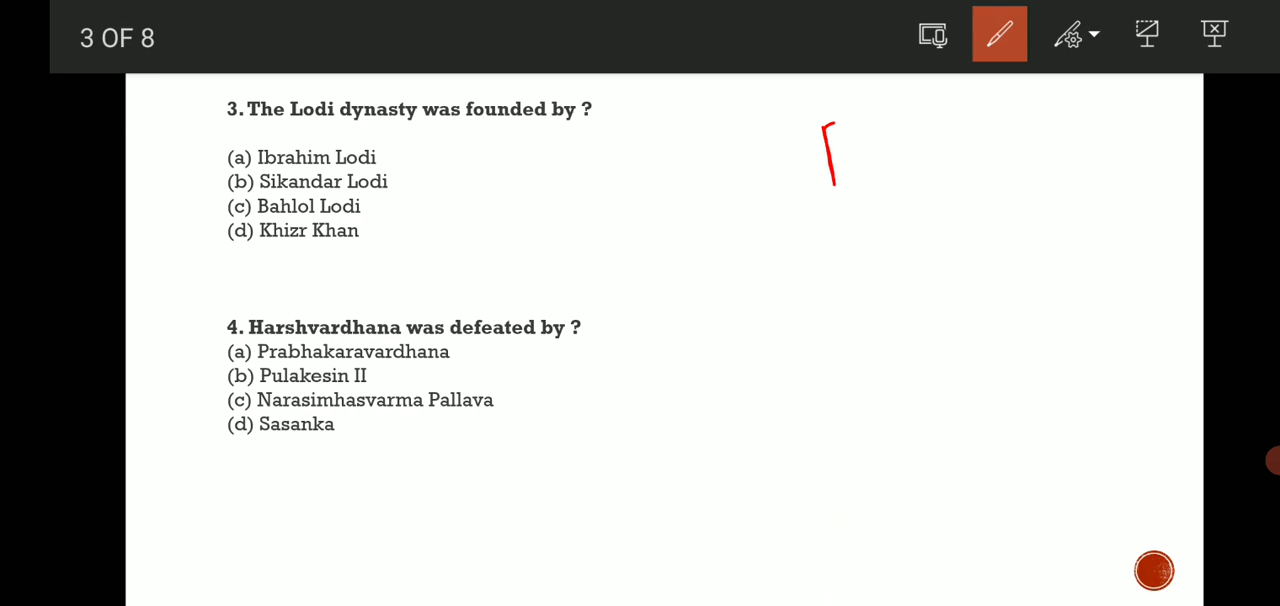 3 OF 8
3. The Lodi dynasty was founded by ?
(a) Ibrahim Lodi
(b) Sikandar Lodi
(c) Bahlol Lodi
(d) Khizr Khan
4. Harshvardhana was defeated by ?
(a) Prabhakaravardhana
(b) Pulakesin II
(c) Narasimhasvarma Pallava
(d) Sasanka